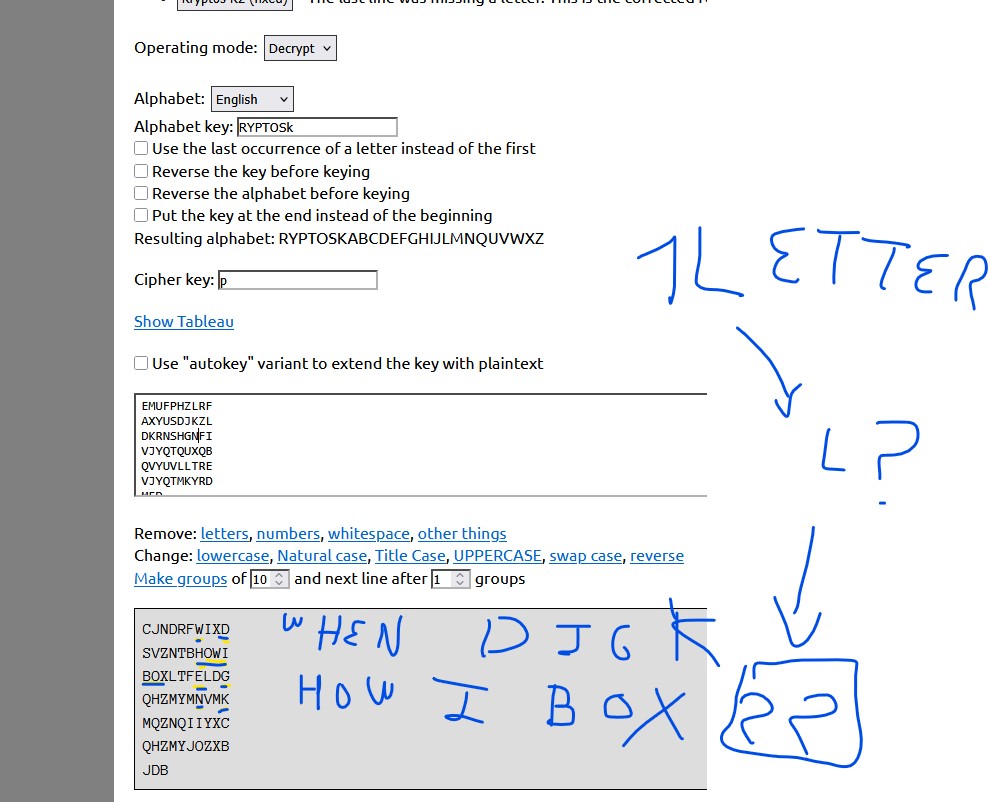 Kryptos K2 (fixed) The last line was missing a letter. This is the corrected
Operating mode: Decrypt
Alphabet: English
Alphabet key: RYPTOSk
Use the last occurrence of a letter instead of the first
Reverse the key before keying
Reverse the alphabet before keying
Put the key at the end instead of the beginning
Resulting alphabet: RYPTOSKABCDEFGHIJLMNQUVWXZ
1 LETTER
Cipher key: p
Show Tableau
Use "autokey" variant to extend the key with plaintext
EMUFPHZLRF
AXYUSDJKZL
DKRNSHGNFI
VJYQTQUXQB
QVYUVLLTRE
VJYQTMKYRD
MFD
L?
Remove: letters, numbers, whitespace, other things
Change: lowercase, Natural case, Title Case, UPPERCASE, swap case, reverse
Make groups of 10 and next line after 1 groups
CJNDRFWIXD
SVZNTBHOWI
BOXLTFELDG
QHZMYMNVMK
MQZNQIIYXC
QHZMYJOZXB
JDB
WHEN DIGK
HOW I BOX ??